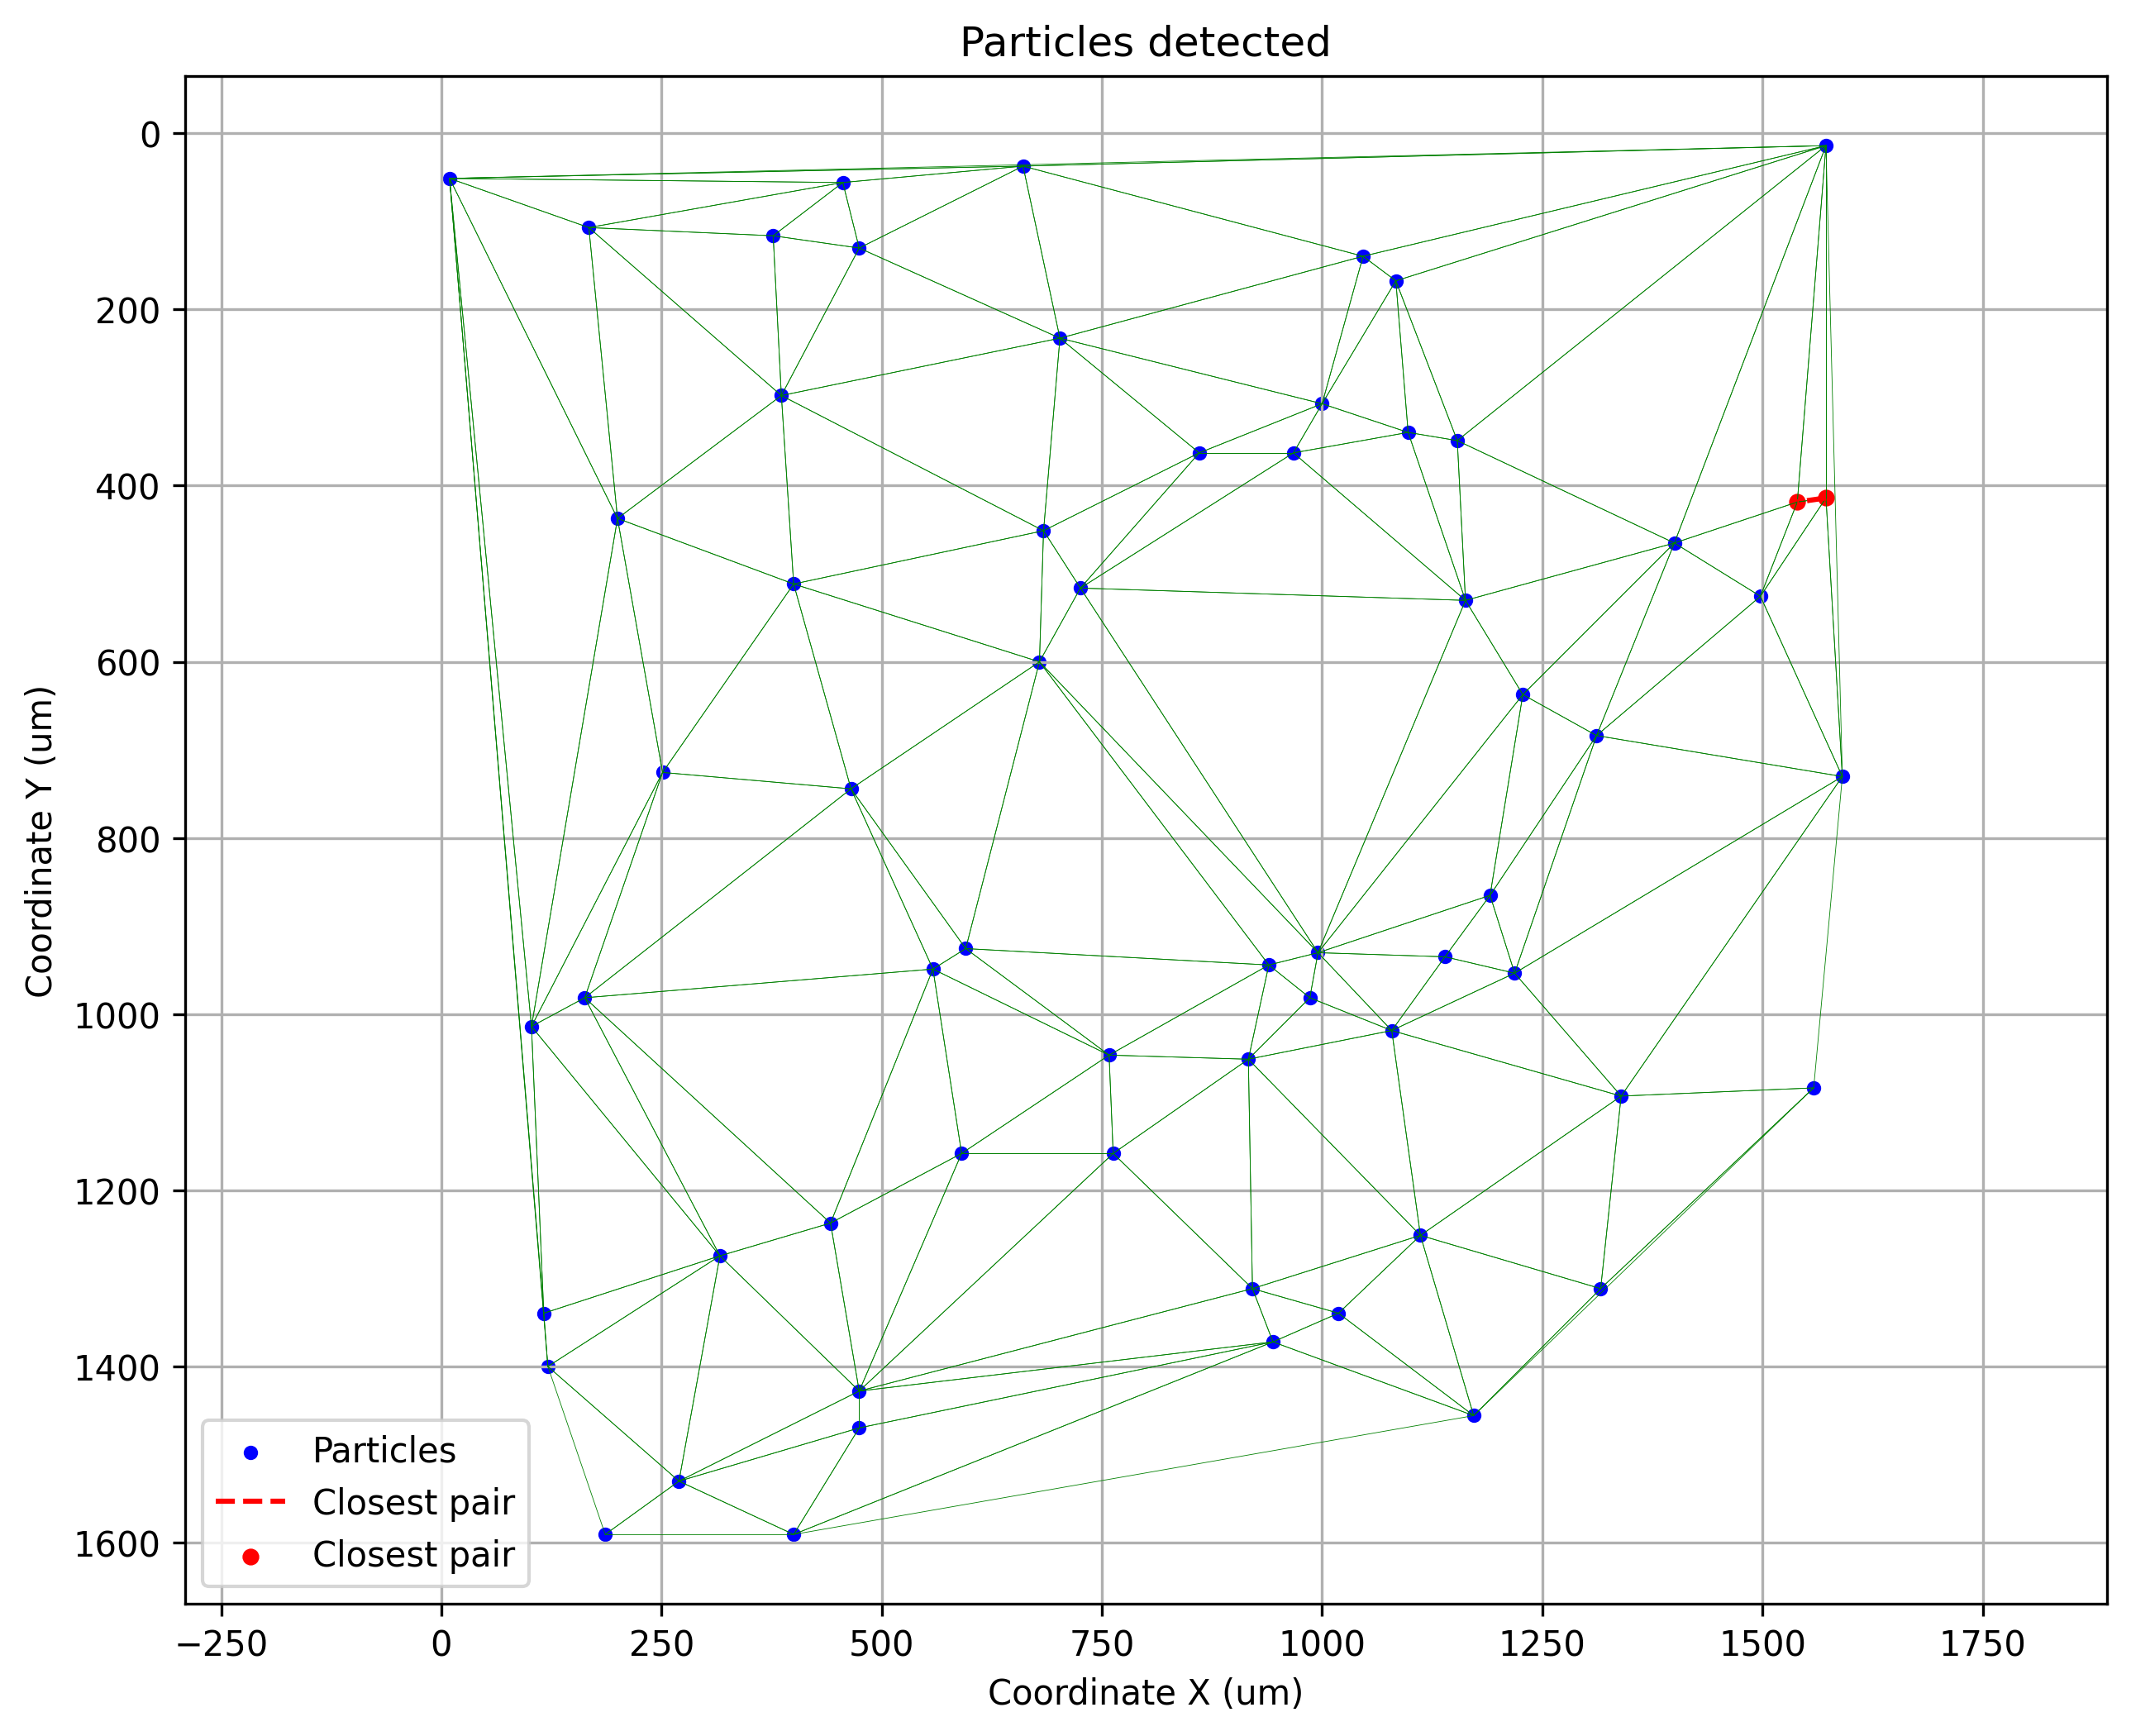 Particles detected
0
200
400
600
800
1000
1200
1400
1600
Coordinate Y (um)
Particles
Closest pair
Closest pair
−250 0 250 500 750 1000 1250 1500 1750
Coordinate X (um)